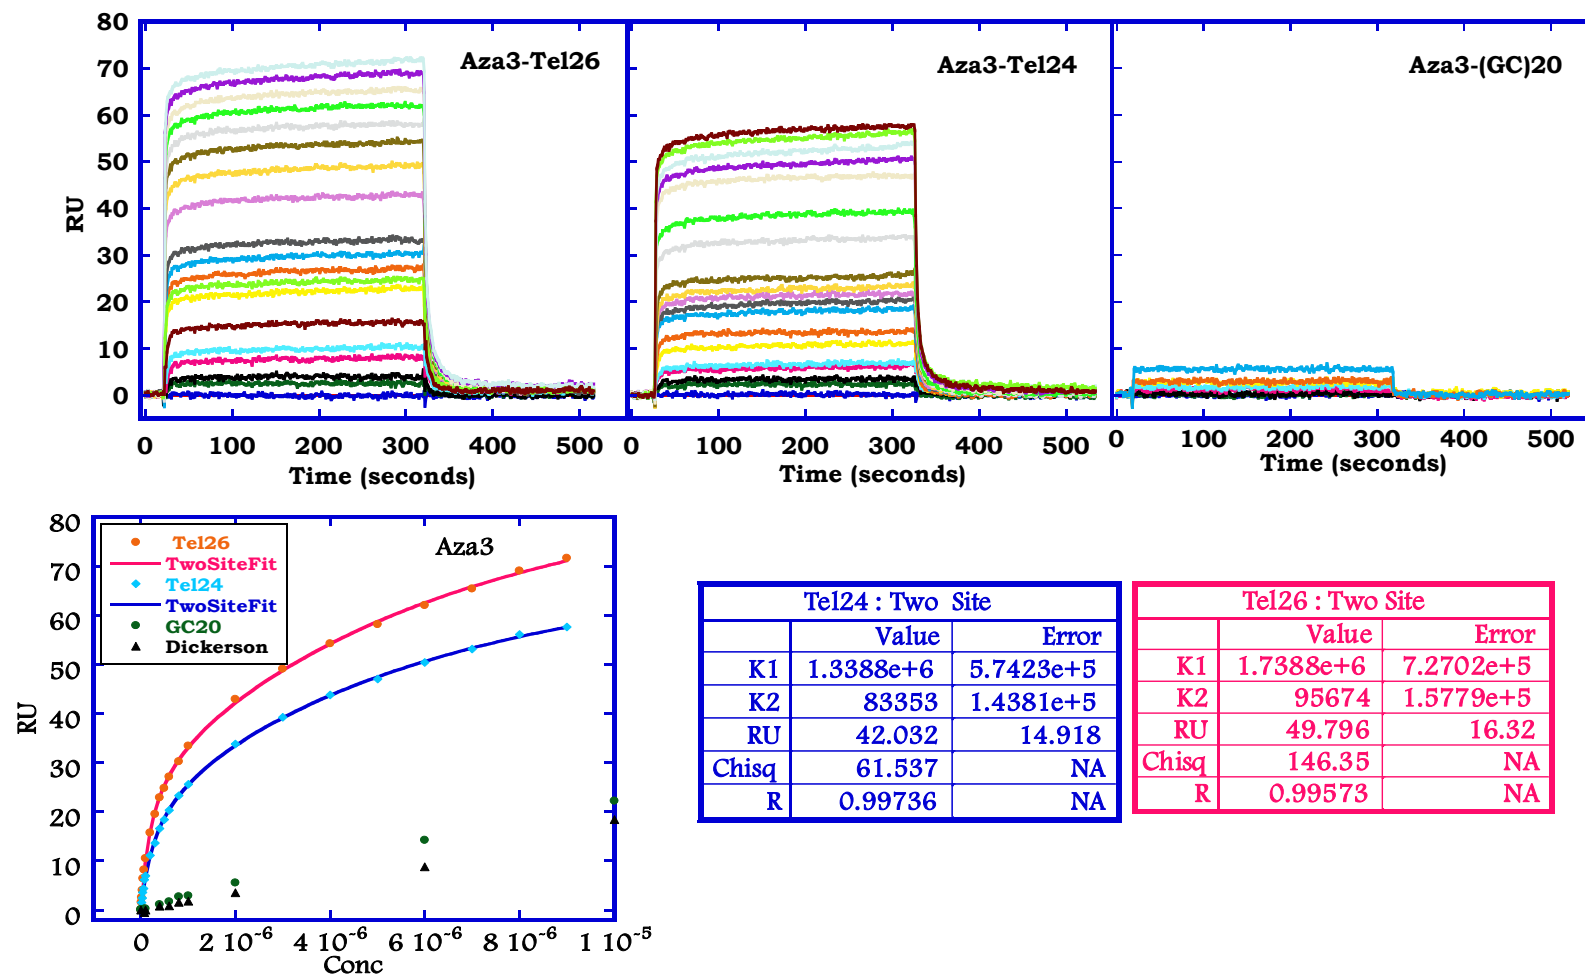 80
70
60
50
40
30
20
10
0
RU
Aza3-Tel26
Aza3-Tel24
Aza3-(GC)20
0 100 200 300 400 500
0 100 200 300 400 500
0 100 200 300 400 500
Time (seconds)
Time (seconds)
Time (seconds)
80
70
60
50
40
30
20
10
0
RU
Aza3
Tel26
TwoSiteFit
Tel24
TwoSiteFit
GC20
Dickerson
0 2 10-6 4 10-6 6 10-6 8 10-6 1 10-5
Conc
Tel24 : Two Site
Value Error
K1 1.3388e+6 5.7423e+5
K2 83353 1.4381e+5
RU 42.032 14.918
Chisq 61.537 NA
R 0.99736 NA
Tel26 : Two Site
Value Error
K1 1.7388e+6 7.2702e+5
K2 95674 1.5779e+5
RU 49.796 16.32
Chisq 146.35 NA
R 0.99573 NA